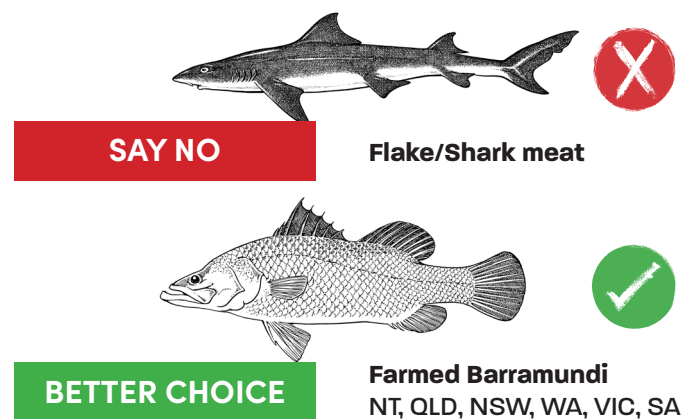 SAY NO
Flake/Shark meat
BETTER CHOICE
Farmed Barramundi
NT, QLD, NSW, WA, VIC, SA